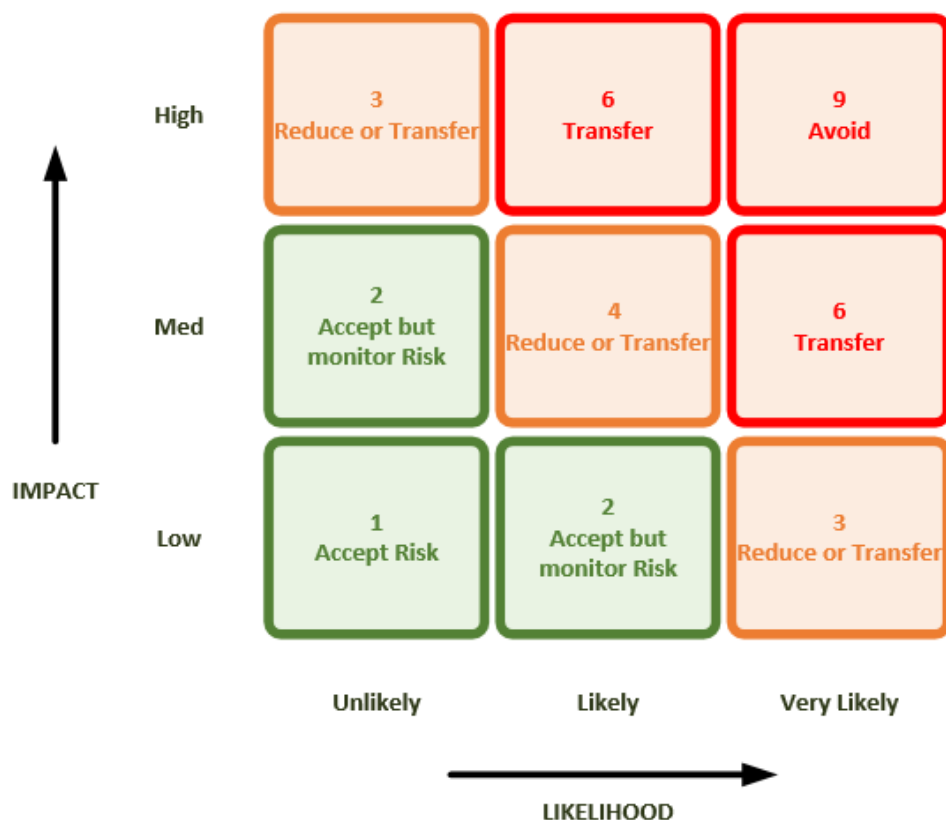 High
3
Reduce or Transfer
6
Transfer
9
Avoid
Med
2
Accept but
monitor Risk
4
Reduce or Transfer
6
Transfer
IMPACT
Low
1
Accept Risk
2
Accept but
monitor Risk
3
Reduce or Transfer
Unlikely
Likely
Very Likely
LIKELIHOOD